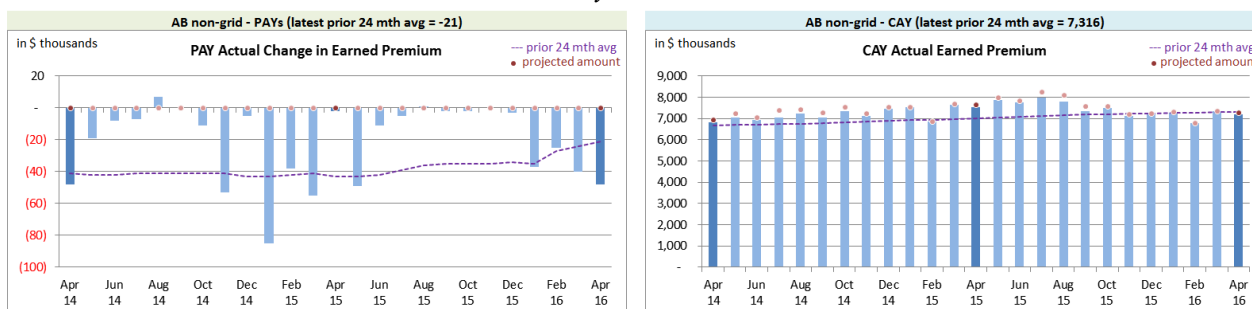 AB non-grid - PAYs (latest prior 24 mth avg = -21)
in $ thousands
PAY Actual Change in Earned Premium
prior 24 mth avg
projected amount
20
-
(20)
(40)
(60)
(80)
(100)
Apr 14
Jun 14
Aug 14
Oct 14
Dec 14
Feb 15
Apr 15
Jun 15
Aug 15
Oct 15
Dec 15
Feb 16
Apr 16
AB non-grid - CAY (latest prior 24 mth avg = 7,316)
in $ thousands
CAY Actual Earned Premium
prior 24 mth avg
projected amount
9,000
8,000
7,000
6,000
5,000
4,000
3,000
2,000
1,000
-
Apr 14
Jun 14
Aug 14
Oct 14
Dec 14
Feb 15
Apr 15
Jun 15
Aug 15
Oct 15
Dec 15
Feb 16
Apr 16